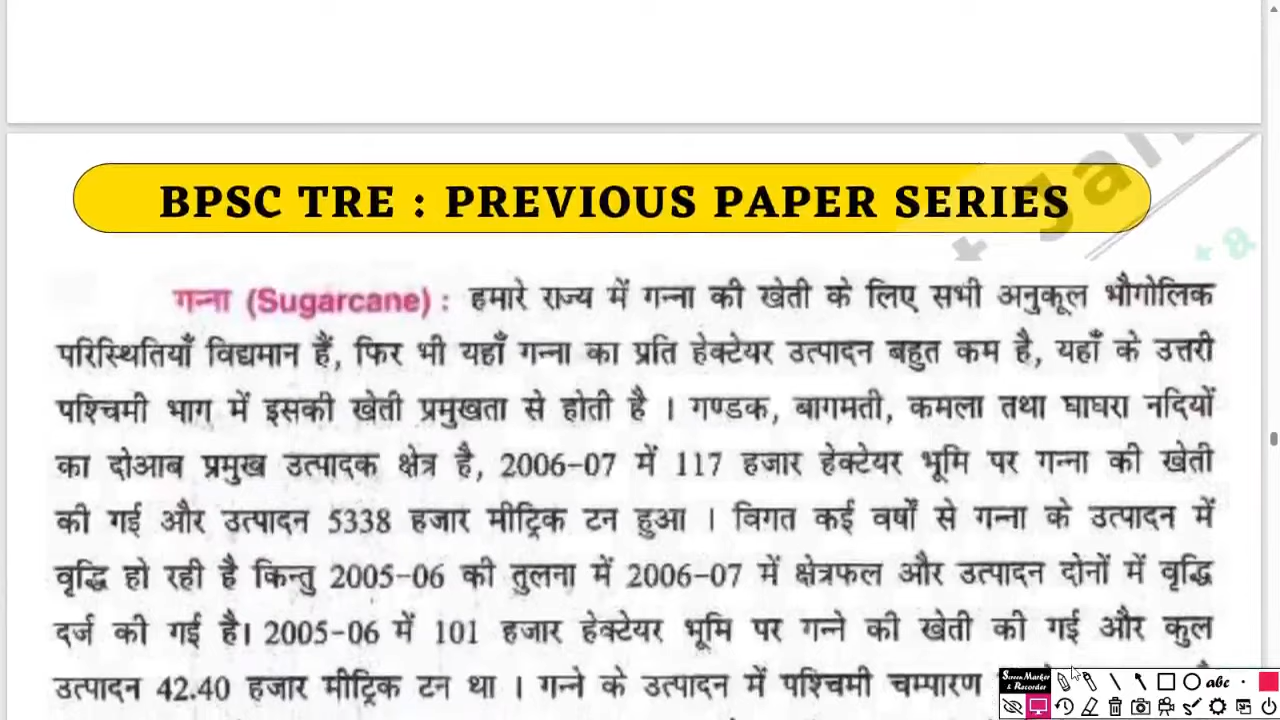 BPSC TRE : PREVIOUS PAPER SERIES
गन्ना (Sugarcane) : हमारे राज्य में गन्ना की खेती के लिए सभी अनुकूल भौगोलिक
परिस्थितियाँ विद्यमान हैं, फिर भी यहाँ गन्ना का प्रति हेक्टेयर उत्पादन बहुत कम है, यहाँ के उत्तरी
पश्चिमी भाग में इसकी खेती प्रमुखता से होती है । गण्डक, बागमती, कमला तथा घाघरा नदियों
का दोआब प्रमुख उत्पादक क्षेत्र है, 2006-07 में 117 हजार हेक्टेयर भूमि पर गन्ना की खेती
की गई और उत्पादन 5338 हजार मीट्रिक टन हुआ । विगत कई वर्षों से गन्ना के उत्पादन में
वृद्धि हो रही है किन्तु 2005-06 की तुलना में 2006-07 में क्षेत्रफल और उत्पादन दोनों में वृद्धि
दर्ज की गई है। 2005-06 में 101 हजार हेक्टेयर भूमि पर गन्ने की खेती की गई और कुल
उत्पादन 42.40 हजार मीट्रिक टन था । गन्ने के उत्पादन में पश्चिमी चम्पारण
Screen Marker
& Recorder
abc